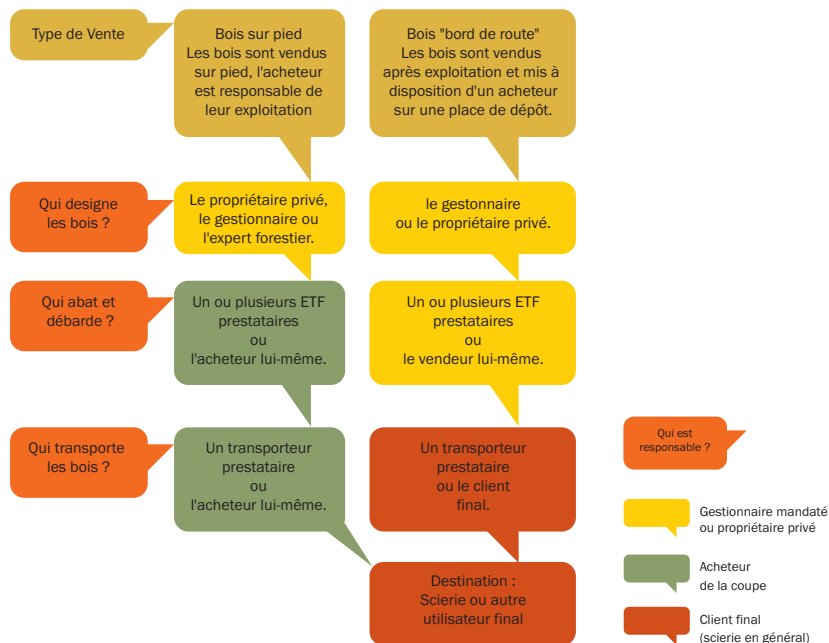 Type de Vente
Bois sur pied
Les bois sont vendus
sur pied, l'acheteur
est responsable de
leur exploitation
Bois "bord de route"
Les bois sont vendus
après exploitation et mis à
disposition d'un acheteur
sur une place de dépôt.
Qui designe
les bois ?
Le propriétaire privé,
le gestionnaire ou
l'expert forestier.
le gestonnaire
ou le propriétaire privé.
Qui abat et
débarde ?
Un ou plusieurs ETF
prestataires
ou
l'acheteur lui-même.
Un ou plusieurs ETF
prestataires
ou
le vendeur lui-même.
Qui transporte
les bois ?
Un transporteur
prestataire
ou
l'acheteur lui-même.
Un transporteur
prestataire
ou le client
final.
Destination :
Scierie ou autre
utilisateur final
Qui est
responsable ?
Gestionnaire mandaté
ou propriétaire privé
Acheteur
de la coupe
Client final
(scierie en général)